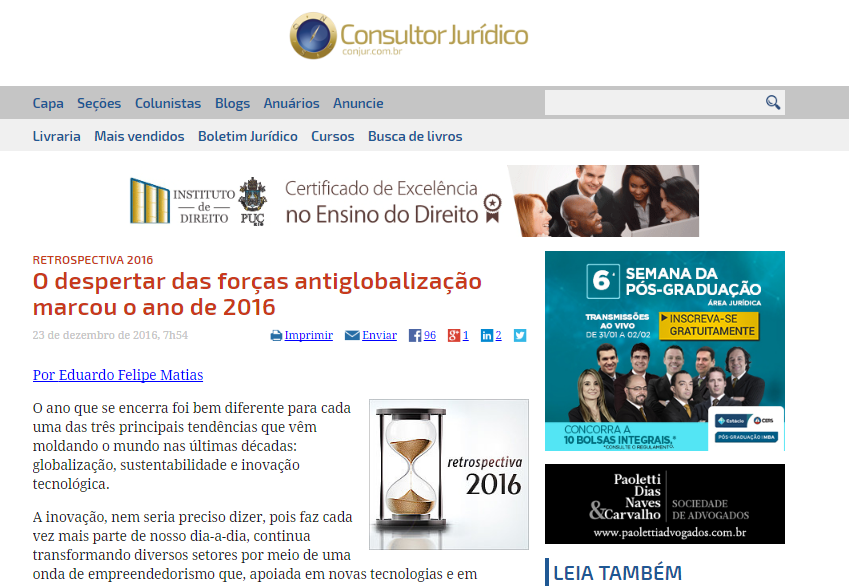 Consultor Jurídico
conjur.com.br
Capa Seções Colunistas Blogs Anuários Anuncie
Livraria Mais vendidos Boletim Jurídico Cursos Busca de livros
INSTITUTO
de
DIREITO
PUC
RIO
Certificado de Excelência
no Ensino do Direito
RETROSPECTIVA 2016
O despertar das forças antiglobalização
marcou o ano de 2016
23 de dezembro de 2016, 7h54
Imprimir Enviar 96 1 2
Por Eduardo Felipe Matias
O ano que se encerra foi bem diferente para cada
uma das três principais tendências que vêm
moldando o mundo nas últimas décadas:
globalização, sustentabilidade e inovação
tecnológica.
retrospectiva
2016
A inovação, nem seria preciso dizer, pois faz cada
vez mais parte de nosso dia-a-dia, continua
transformando diversos setores por meio de uma
onda de empreendedorismo que, apoiada em novas tecnologias e em
6ª SEMANA DA
PÓS-GRADUAÇÃO
ÁREA JURÍDICA
TRANSMISSÕES
AO VIVO
DE 31/01 A 02/02
INSCREVA-SE
GRATUITAMENTE
CONCORRA A
10 BOLSAS INTEGRAIS.*
*CONSULTE O REGULAMENTO.
Estácio CERS
PÓS-GRADUAÇÃO MBA
Paoletti
Dias
Naves
&Carvalho
SOCIEDADE
DE ADVOGADOS
www.paolettiadvogados.com.br
LEIA TAMBÉM